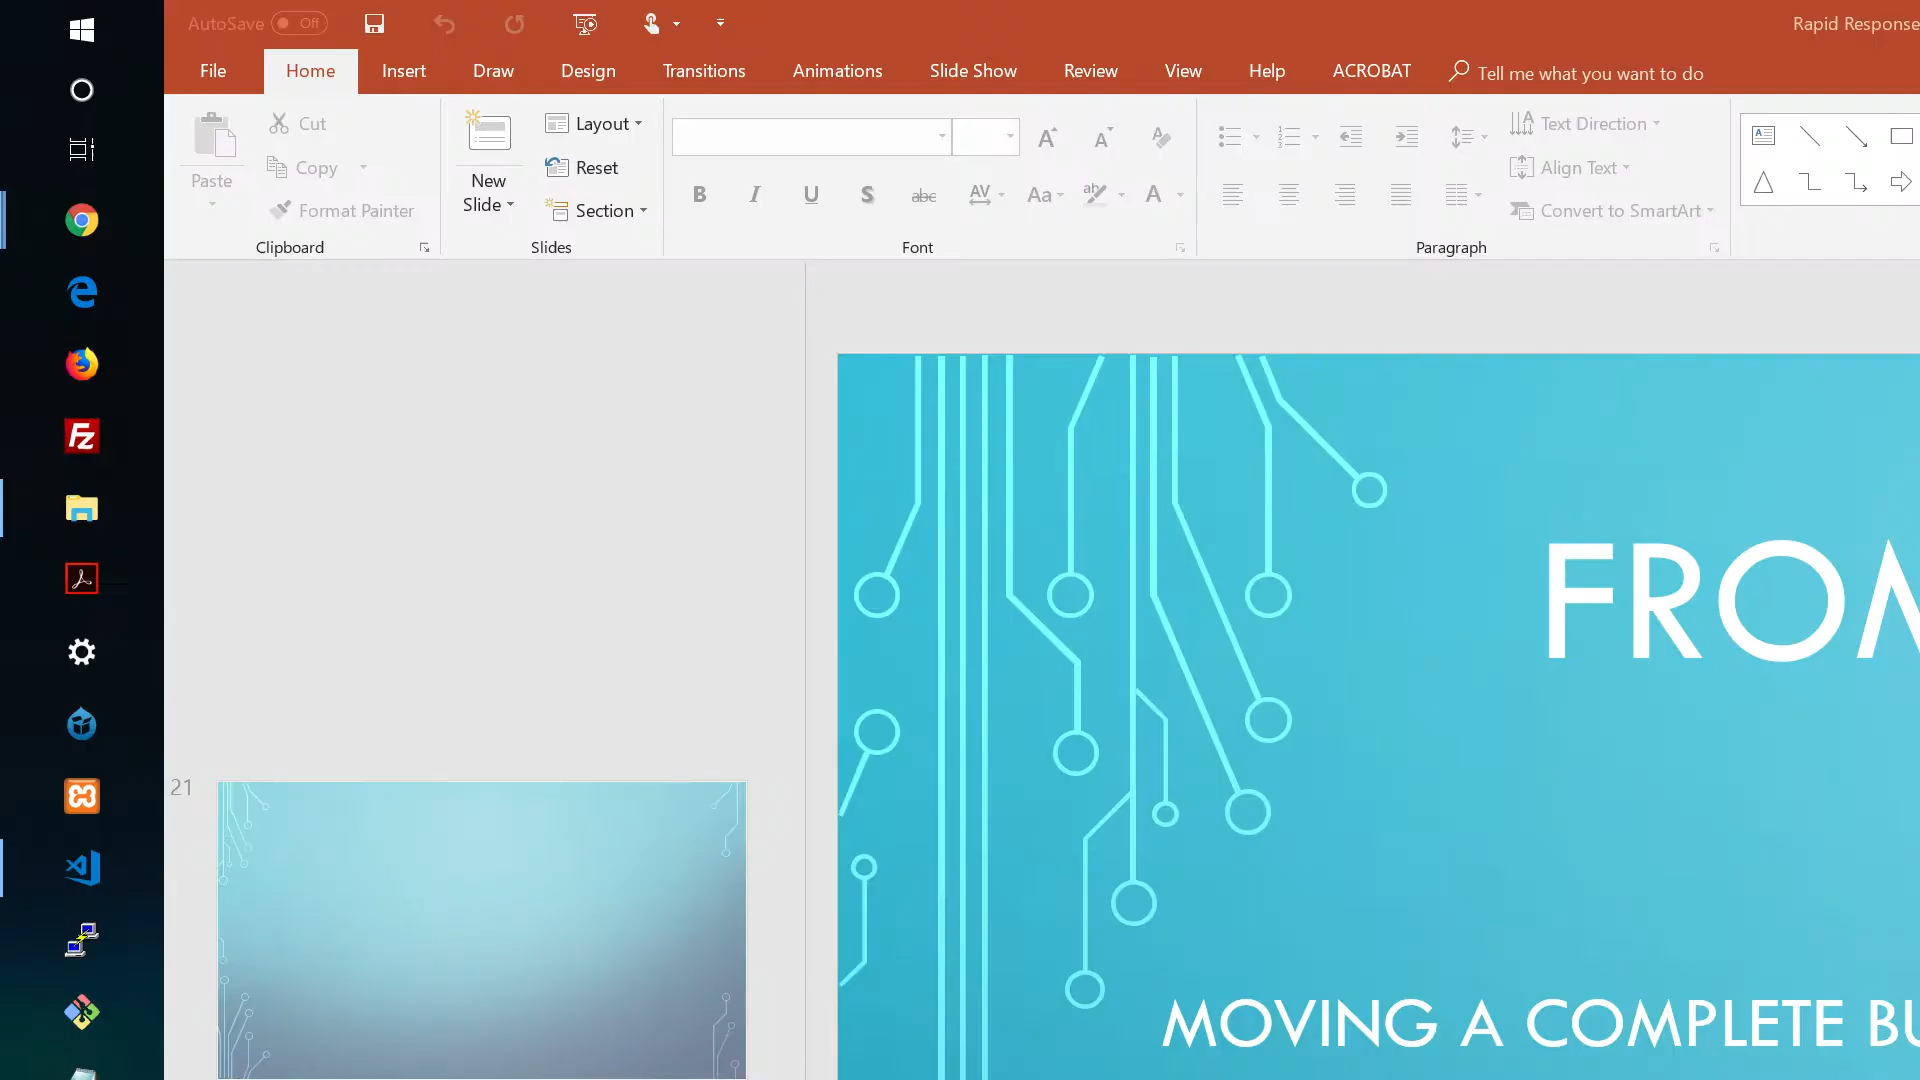 AutoSave Off
Rapid Response
File Home Insert Draw Design Transitions Animations Slide Show Review View Help ACROBAT Tell me what you want to do
Paste
Cut
Copy
Format Painter
Clipboard
New
Slide
Layout
Reset
Section
Slides
Font
Text Direction
Align Text
Convert to SmartArt
Paragraph
21
FROM
MOVING A COMPLETE BU